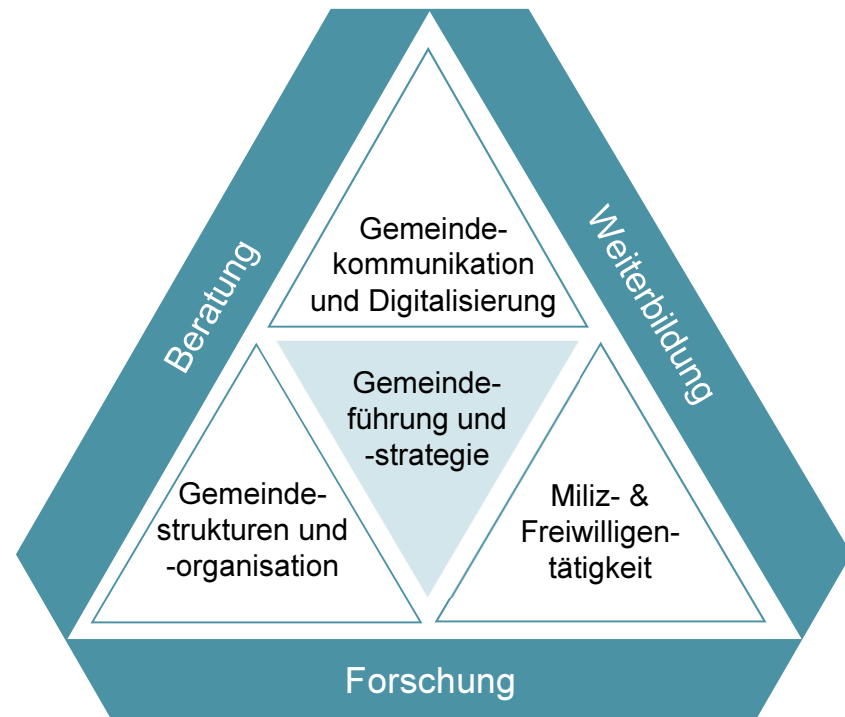 Gemeinde-
kommunikation
und Digitalisierung
Beratung
Weiterbildung
Gemeinde-
führung und
-strategie
Gemeinde-
strukturen und
-organisation
Miliz- &
Freiwilligen-
tätigkeit
Forschung